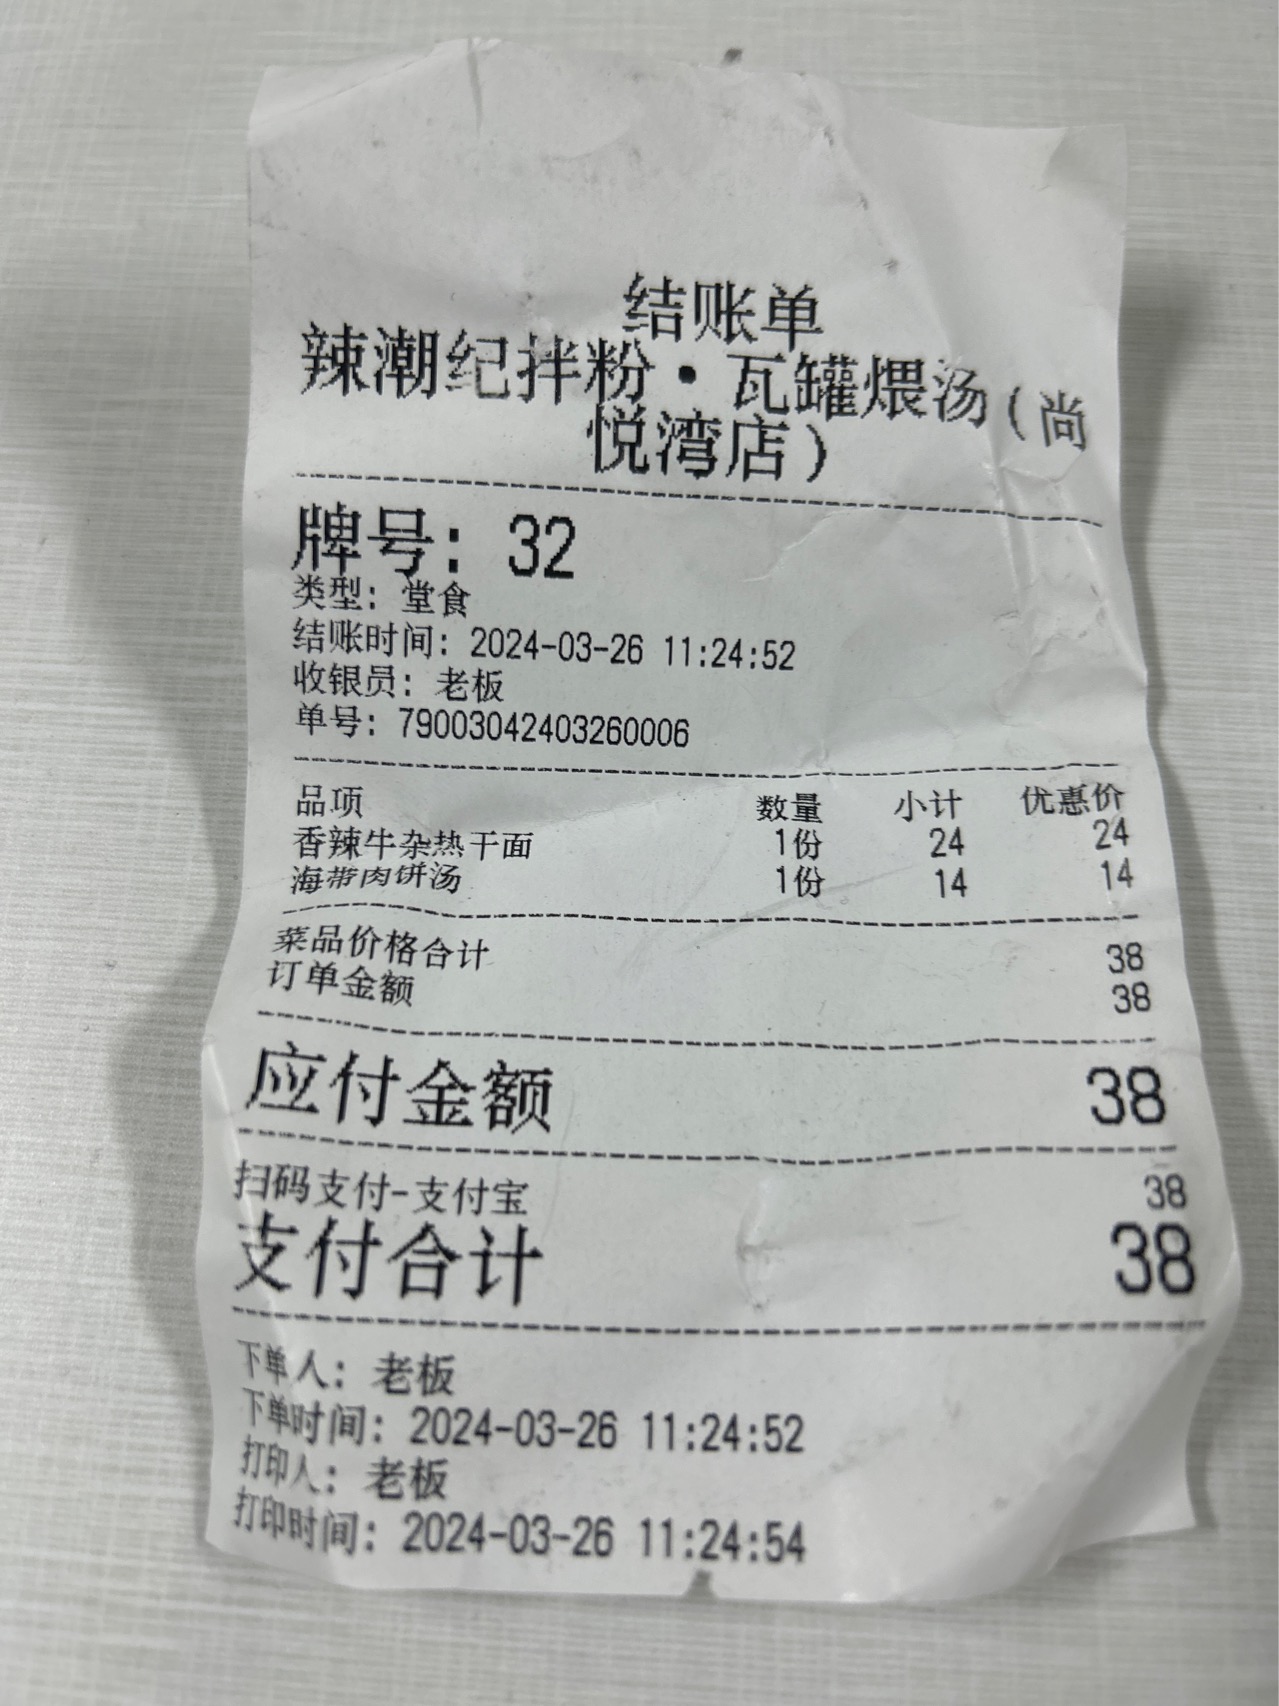 结账单
辣潮纪拌粉·瓦罐煨汤(尚
悦湾店)
牌号: 32
类型: 堂食
结账时间: 2024-03-26 11:24:52
收银员: 老板
单号: 79003042403260006
品项 数量 小计 优惠价
香辣牛杂热干面 1份 24 24
海带肉饼汤 1份 14 14
菜品价格合计 38
订单金额 38
应付金额 38
扫码支付-支付宝 38
支付合计 38
下单人: 老板
下单时间: 2024-03-26 11:24:52
打印人: 老板
打印时间: 2024-03-26 11:24:54